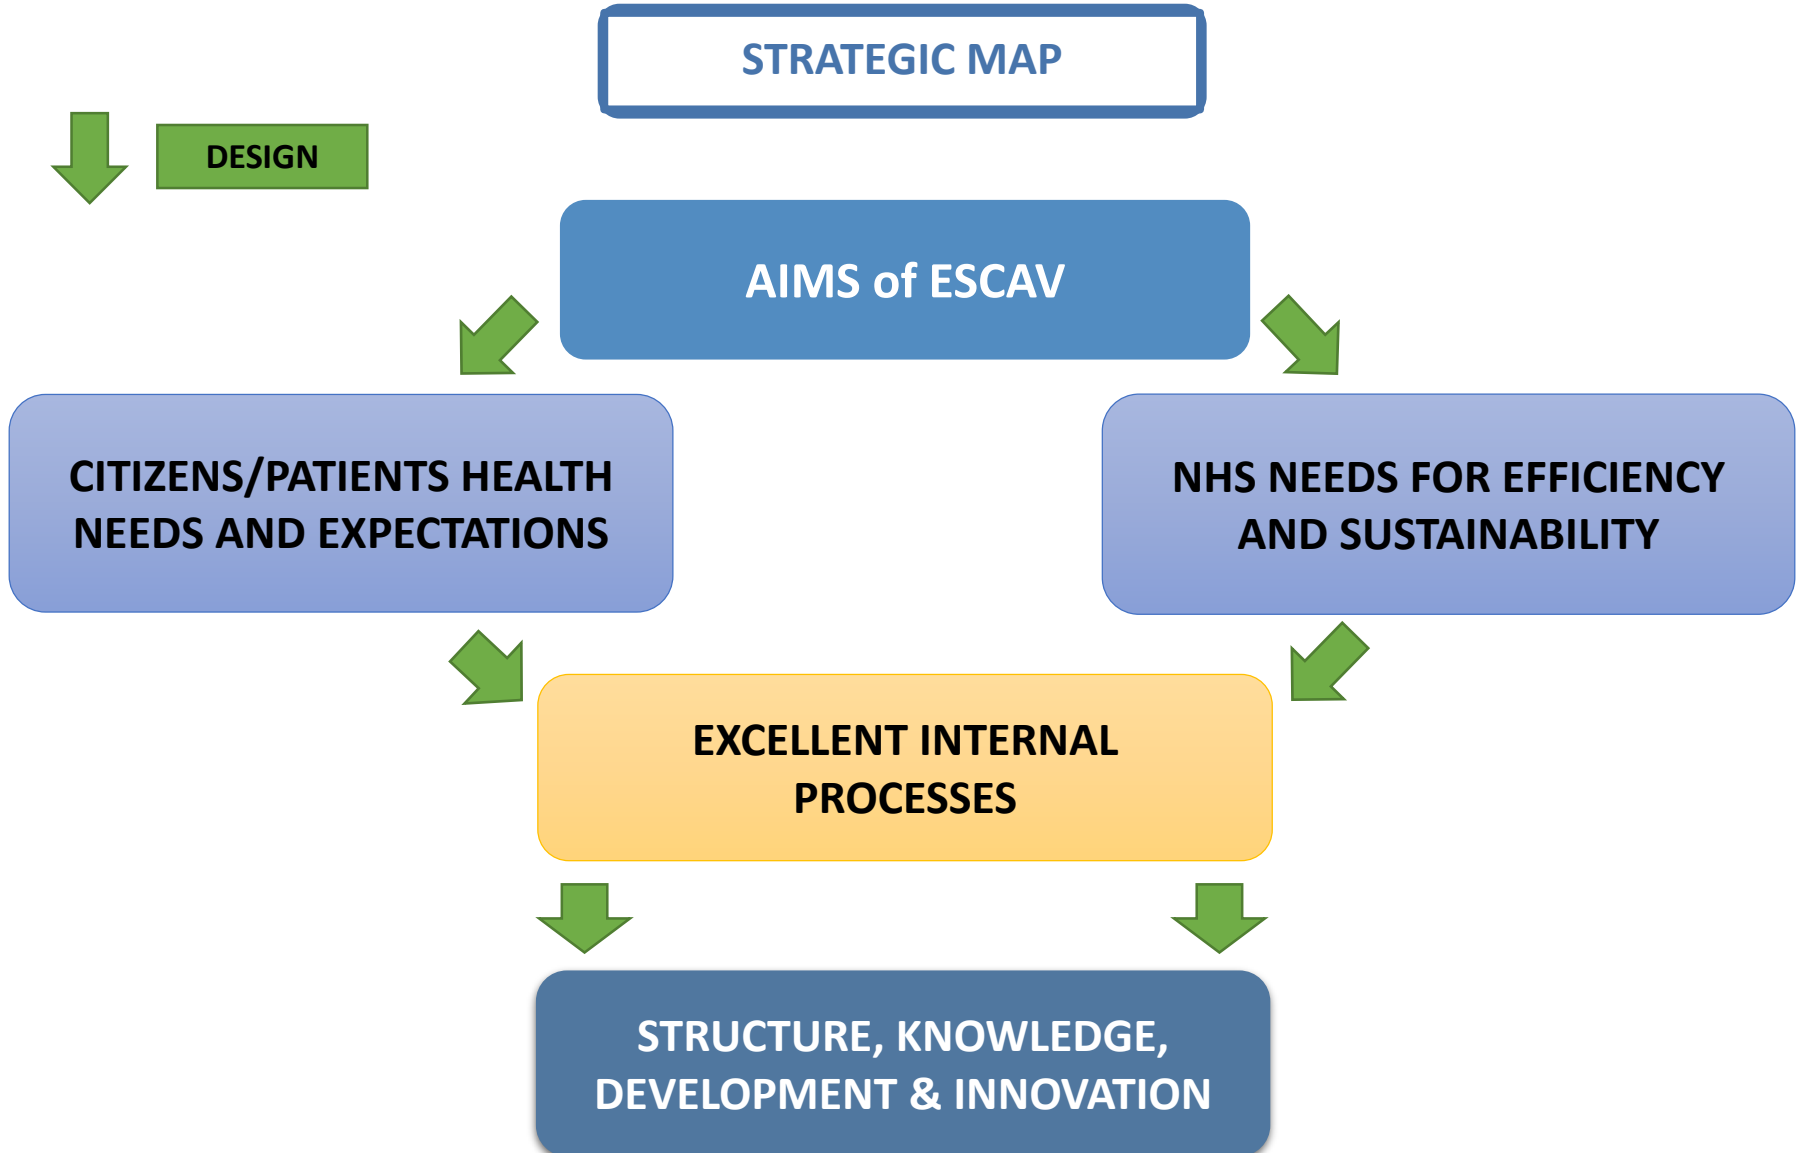 STRATEGIC MAP
DESIGN
AIMS of ESCAV
CITIZENS/PATIENTS HEALTH
NEEDS AND EXPECTATIONS
NHS NEEDS FOR EFFICIENCY
AND SUSTAINABILITY
EXCELLENT INTERNAL
PROCESSES
STRUCTURE, KNOWLEDGE,
DEVELOPMENT & INNOVATION